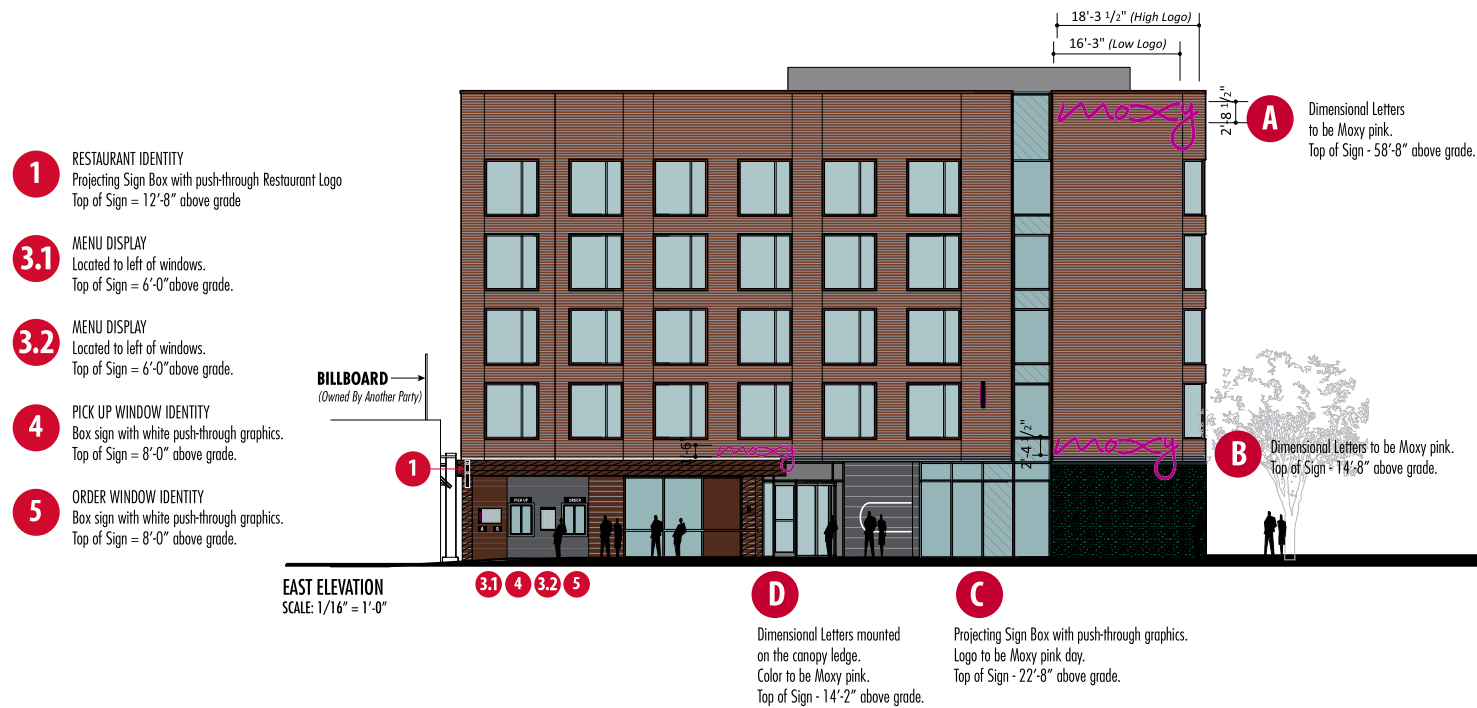 18'-3 1/2" (High Logo)
16'-3" (Low Logo)
moxy
2'-8 1/2"
A
Dimensional Letters
to be Moxy pink.
Top of Sign - 58'-8” above grade.
1
RESTAURANT IDENTITY
Projecting Sign Box with push-through Restaurant Logo
Top of Sign = 12’-8” above grade
3.1
MENU DISPLAY
Located to left of windows.
Top of Sign = 6’-0”above grade.
3.2
MENU DISPLAY
Located to left of windows.
Top of Sign = 6’-0”above grade.
BILLBOARD
(Owned By Another Party)
4
PICK UP WINDOW IDENTITY
Box sign with white push-through graphics.
Top of Sign = 8’-0” above grade.
5
ORDER WINDOW IDENTITY
Box sign with white push-through graphics.
Top of Sign = 8’-0” above grade.
1
moxy
2'-4 1/2"
moxy
B
Dimensional Letters to be Moxy pink.
Top of Sign - 14’-8” above grade.
PICK UP
ORDER
EAST ELEVATION
SCALE: 1/16” = 1’-0”
3.1
4
3.2
5
D
Dimensional Letters mounted
on the canopy ledge.
Color to be Moxy pink.
Top of Sign - 14’-2” above grade.
C
Projecting Sign Box with push-through graphics.
Logo to be Moxy pink day.
Top of Sign - 22’-8” above grade.